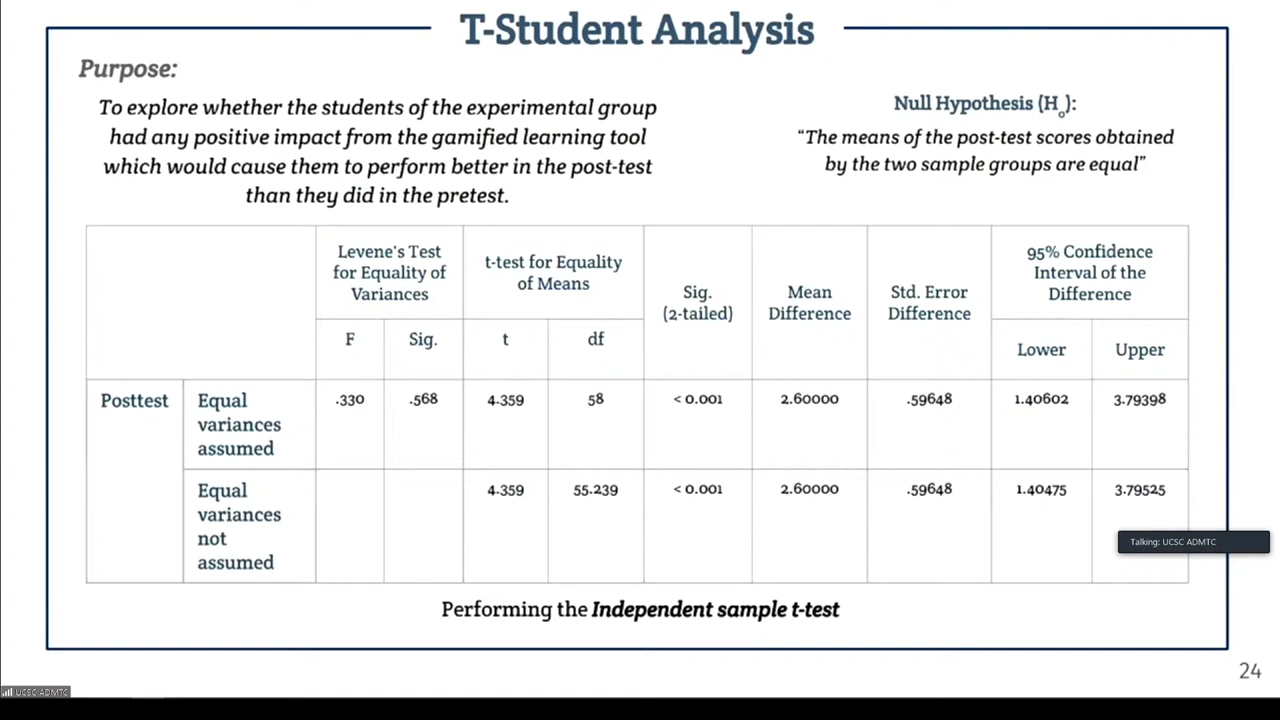 T-Student Analysis
Purpose:
To explore whether the students of the experimental group
had any positive impact from the gamified learning tool
which would cause them to perform better in the post-test
than they did in the pretest.
Null Hypothesis (Ho):
“The means of the post-test scores obtained
by the two sample groups are equal”
Levene's Test
for Equality of
Variances
t-test for Equality
of Means
Sig.
(2-tailed)
Mean
Difference
Std. Error
Difference
95% Confidence
Interval of the
Difference
F Sig. t df Lower Upper
Posttest
Equal
variances
assumed
.330 .568 4.359 58 < 0.001 2.60000 .59648 1.40602 3.79398
Equal
variances
not
assumed
4.359 55.239 < 0.001 2.60000 .59648 1.40475 3.79525
Talking: UCSC ADMTC
Performing the Independent sample t-test
24
UCSC ADMTC